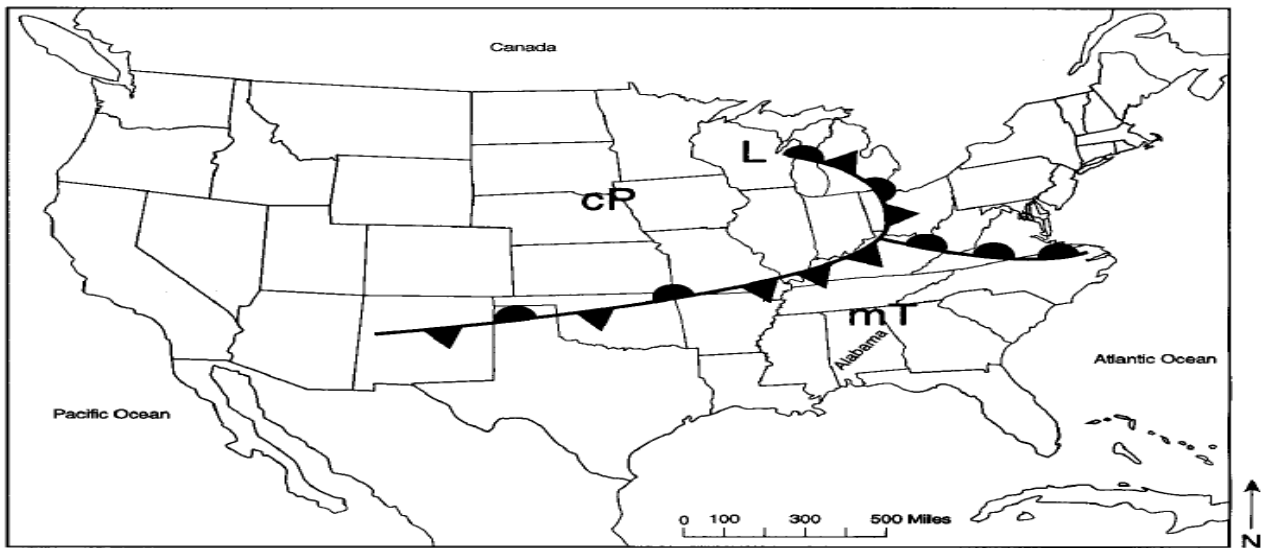 Canada
L
cP
mT
Alabama
Atlantic Ocean
Pacific Ocean
0 100 300 500 Miles
N